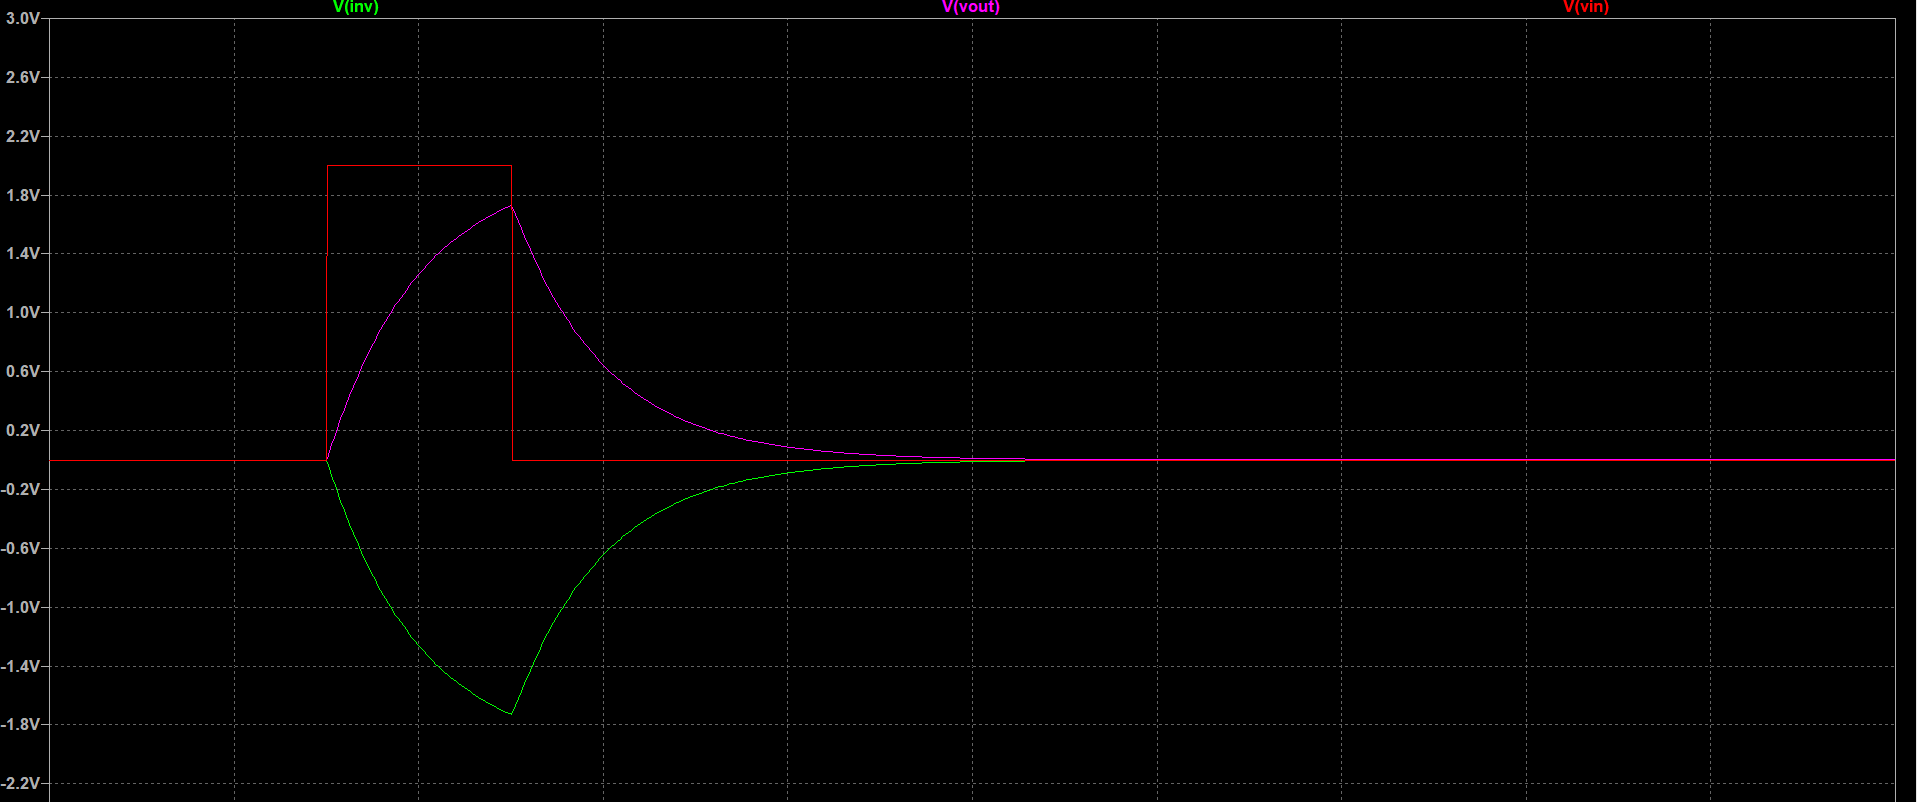 V(inv) V(vout) V(vin)
3.0V
2.6V
2.2V
1.8V
1.4V
1.0V
0.6V
0.2V
-0.2V
-0.6V
-1.0V
-1.4V
-1.8V
-2.2V